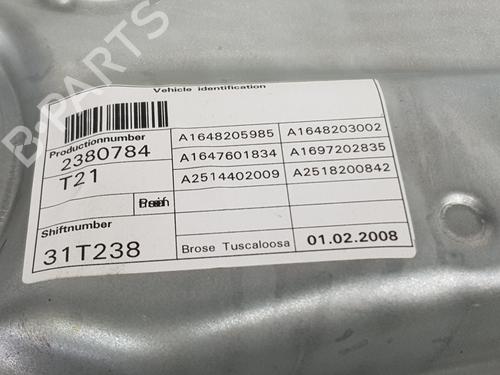 B-PARTS
Vehicle identification
Productionnumber
2380784
T21
Shiftnumber
31T238
A1648205985 A1648203002
A1647601834 A1697202835
A2514402009 A2518200842
Brose Tuscaloosa 01.02.2008